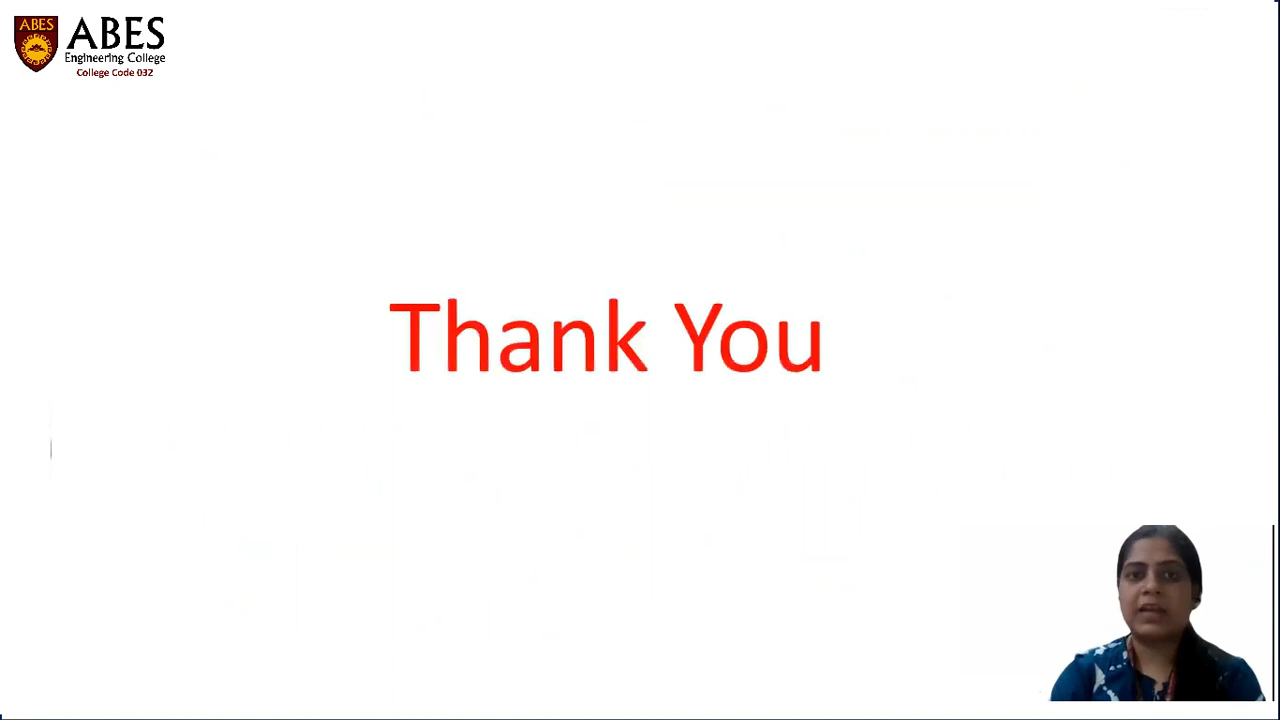 ABES
ABES
Engineering College
College Code 032
Thank You